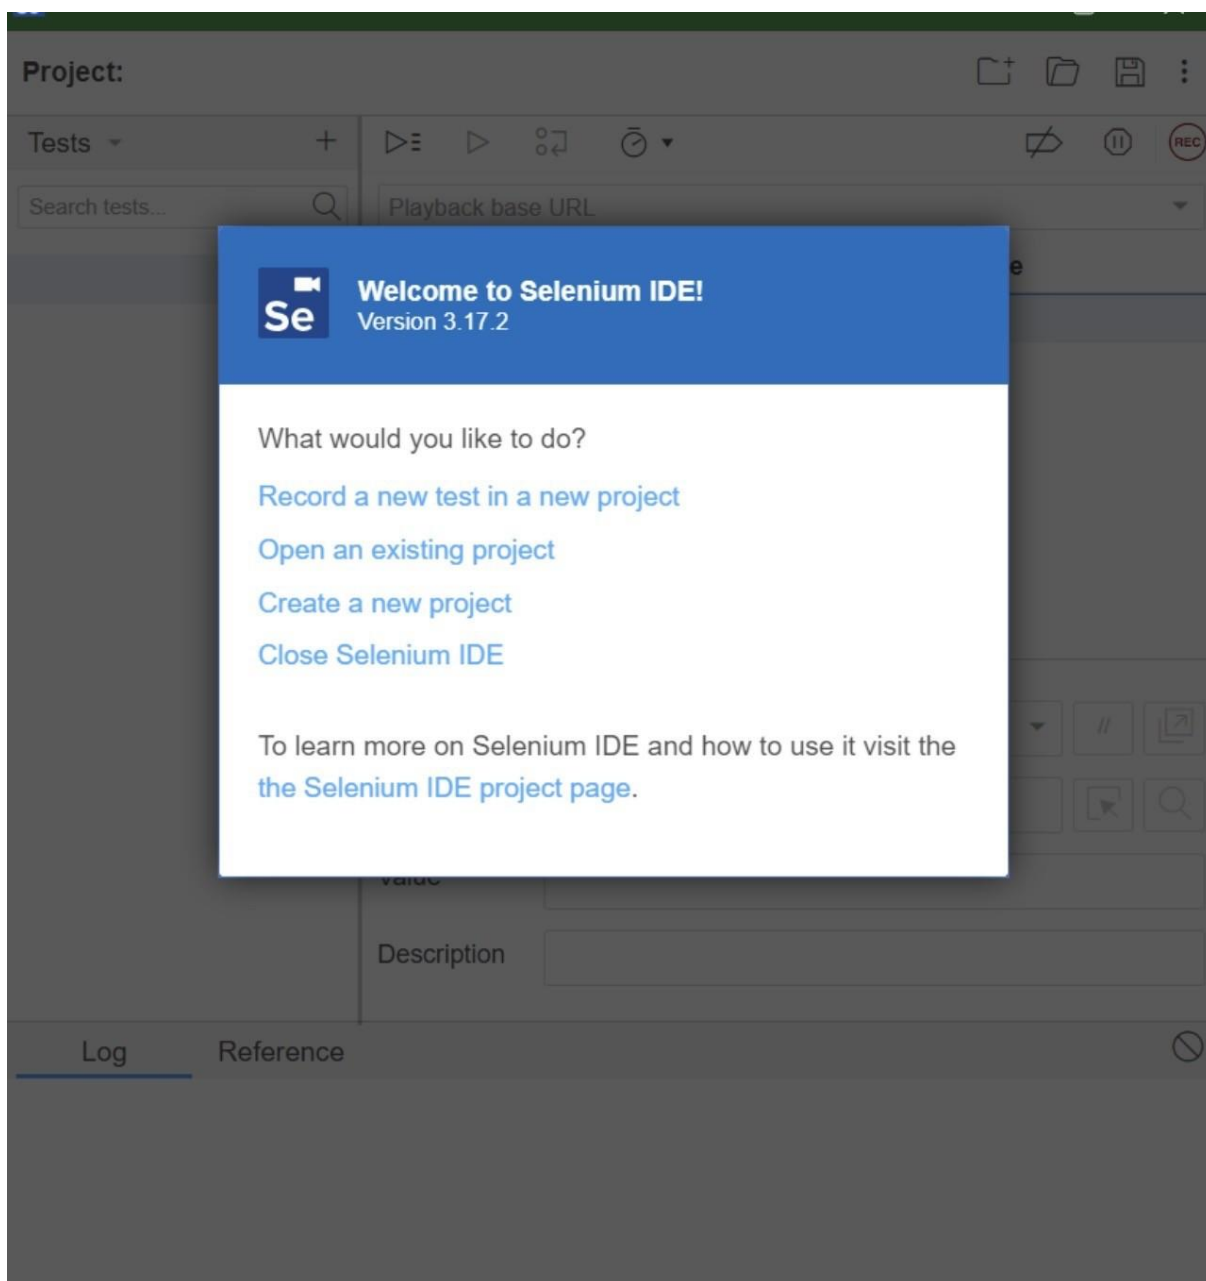 Project:
Tests
REC
Search tests...
Playback base URL
Se
Welcome to Selenium IDE!
Version 3.17.2
What would you like to do?
Record a new test in a new project
Open an existing project
Create a new project
Close Selenium IDE
//
To learn more on Selenium IDE and how to use it visit the
the Selenium IDE project page.
Value
Description
Log Reference